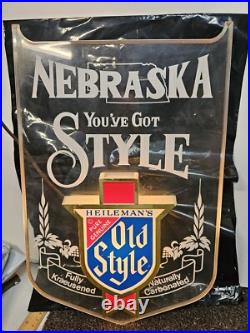 NEBRASKA
YOU'VE GOT
STYLE
HEILEMAN'S
PURE GENUINE
Old
Style
Fully
Kraeusened
Naturally
Carbonated